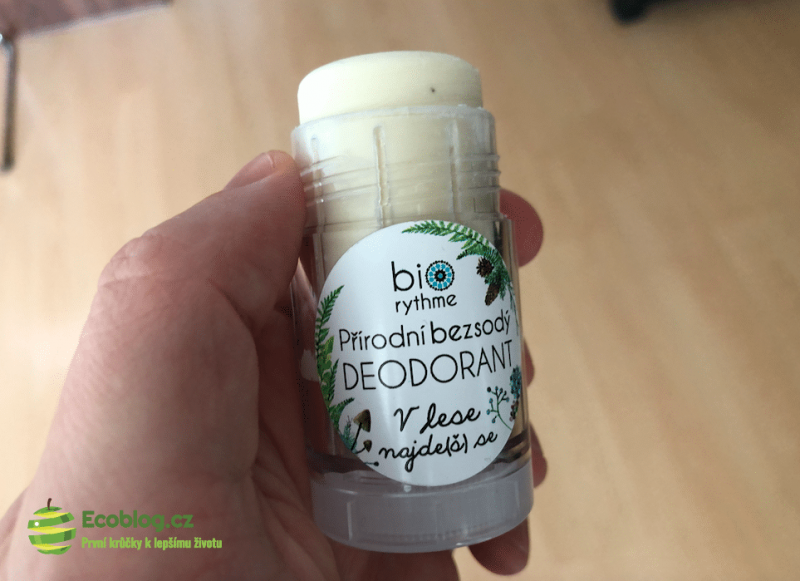 bio
rythme
Přírodní bezsodý
DEODORANT
V lese
najde(š) se
Ecoblog.cz
První krůčky k lepšímu životu